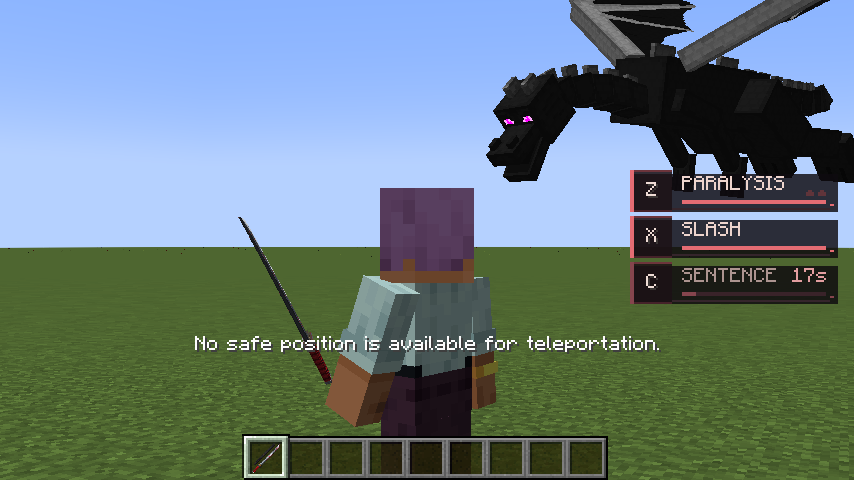 Z PARALYSIS
X SLASH
C SENTENCE 17s
No safe position is available for teleportation.